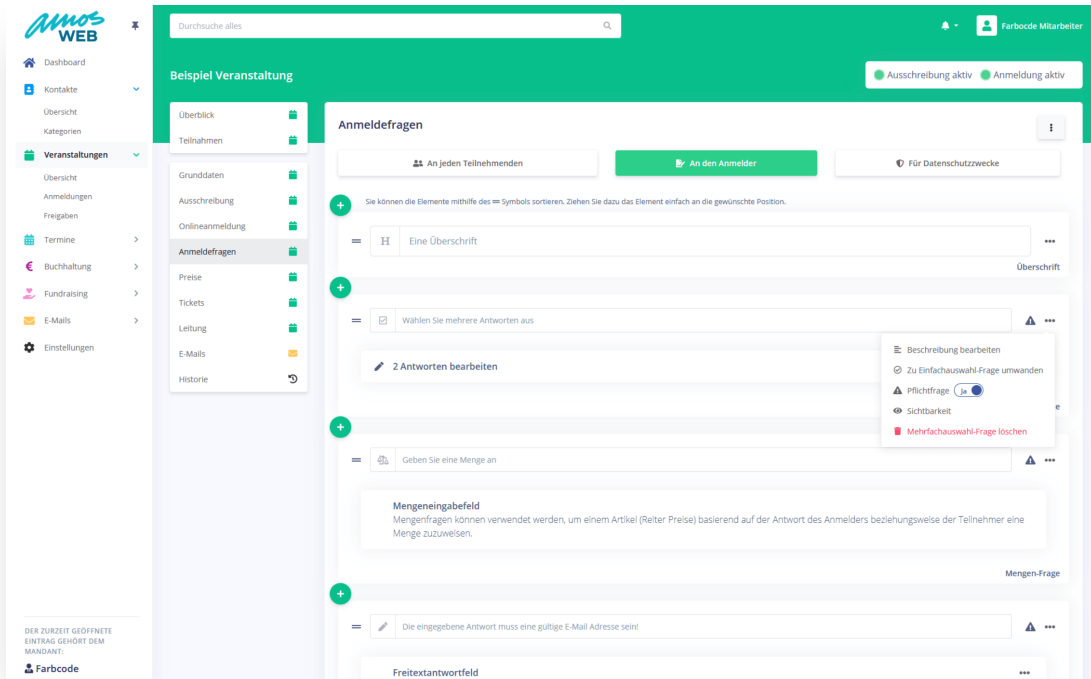 amos
WEB
Durchsuche alles
Farbocde Mitarbeiter
Dashboard
Kontakte
Übersicht
Kategorien
Veranstaltungen
Übersicht
Anmeldungen
Freigaben
Termine
Buchhaltung
Fundraising
E-Mails
Einstellungen
DER ZURZEIT GEÖFFNETE
EINTRAG GEHÖRT DEM
MANDANT:
Farbcode
Beispiel Veranstaltung
Ausschreibung aktiv
Anmeldung aktiv
Überblick
Teilnahmen
Grunddaten
Ausschreibung
Onlineanmeldung
Anmeldefragen
Preise
Tickets
Leitung
E-Mails
Historie
Anmeldefragen
An jeden Teilnehmenden
An den Anmelder
Für Datenschutzzwecke
Sie können die Elemente mithilfe des = Symbols sortieren. Ziehen Sie dazu das Element einfach an die gewünschte Position.
H
Eine Überschrift
Überschrift
Wählen Sie mehrere Antworten aus
2 Antworten bearbeiten
Beschreibung bearbeiten
Zu Einfachauswahl-Frage umwanden
Pflichtfrage Ja
Sichtbarkeit
Mehrfachauswahl-Frage löschen
e
Geben Sie eine Menge an
Mengeneingabefeld
Mengenfragen können verwendet werden, um einem Artikel (Reiter Preise) basierend auf der Antwort des Anmelders beziehungsweise der Teilnehmer eine
Menge zuzuweisen.
Mengen-Frage
Die eingegebene Antwort muss eine gültige E-Mail Adresse sein!
Freitextantwortfeld